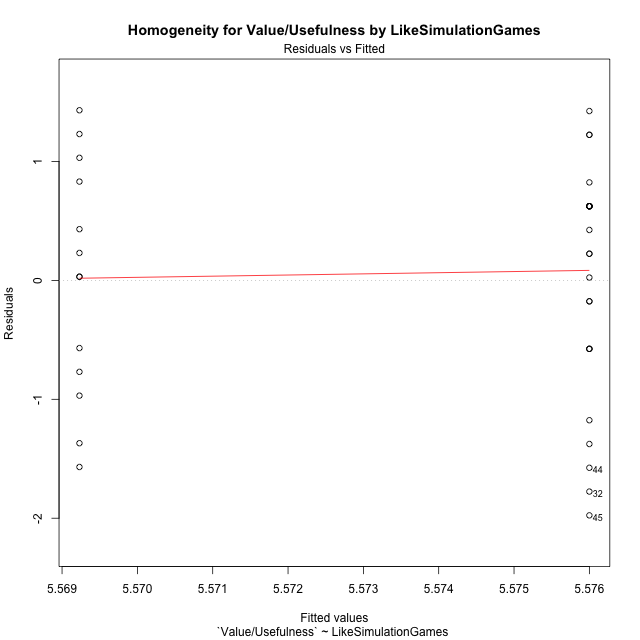 Homogeneity for Value/Usefulness by LikeSimulationGames
Residuals vs Fitted
1
0
-1
-2
Residuals
44
32
45
5.569 5.570 5.571 5.572 5.573 5.574 5.575 5.576
Fitted values
`Value/Usefulness` ~ LikeSimulationGames